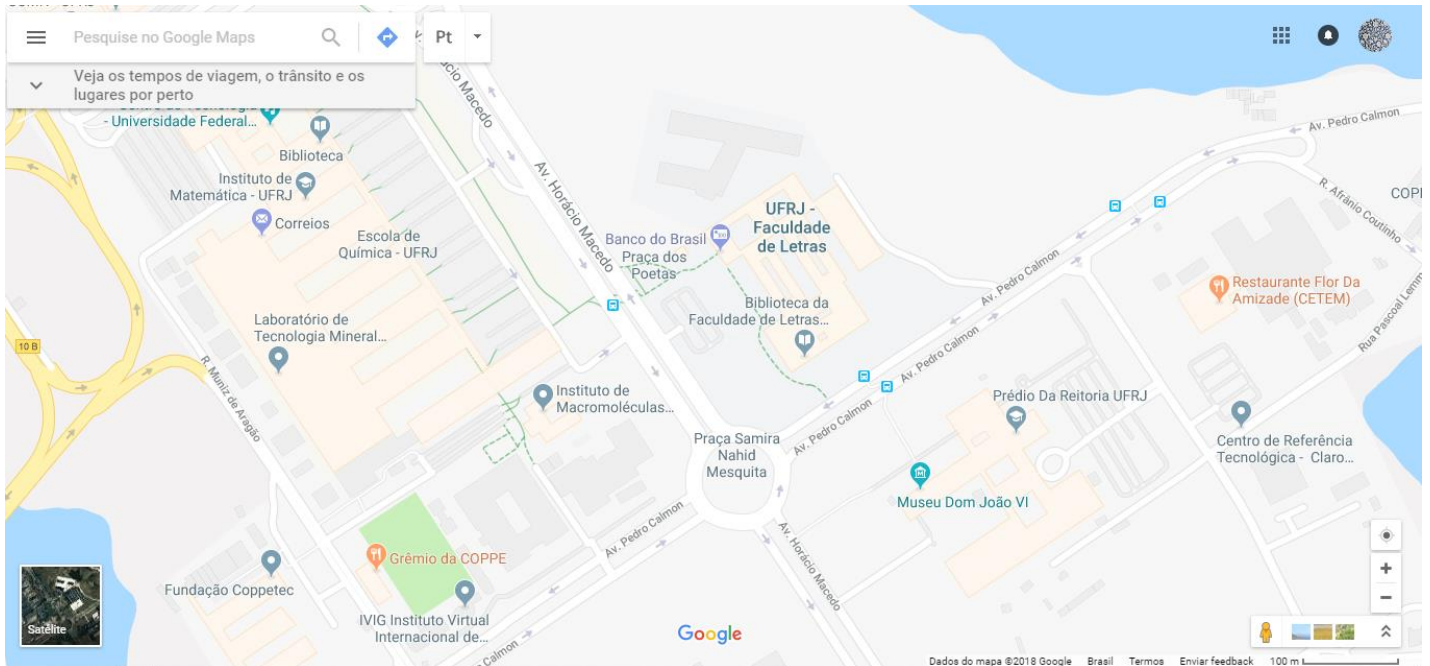 Pesquise no Google Maps
Pt
Veja os tempos de viagem, o trânsito e os
lugares por perto
- Universidade Federal...
Biblioteca
Instituto de
Matemática - UFRJ
Correios
Escola de
Química - UFRJ
Laboratório de
Tecnologia Mineral...
10 B
R. Muniz de Aragão
Av. Horácio Macedo
Banco do Brasil
Praça dos
Poetas
UFRJ -
Faculdade
de Letras
Biblioteca da
Faculdade de Letras...
Av. Pedro Calmon
R. Afrânio Coutinho
Restaurante Flor Da
Amizade (CETEM)
Av. Pedro Calmon
Av. Pedro Calmon
Instituto de
Macromoléculas...
Prédio Da Reitoria UFRJ
Centro de Referência
Tecnológica - Claro...
Av. Pedro Calmon
Praça Samira
Nahid
Mesquita
Museu Dom João VI
Av. Pedro Calmon
Av. Horácio Macedo
Grêmio da COPPE
Fundação Coppetec
IVIG Instituto Virtual
Internacional de...
Calmon
Satélite
Google
Dados do mapa ©2018 Google Brasil Termos Enviar feedback 100 m